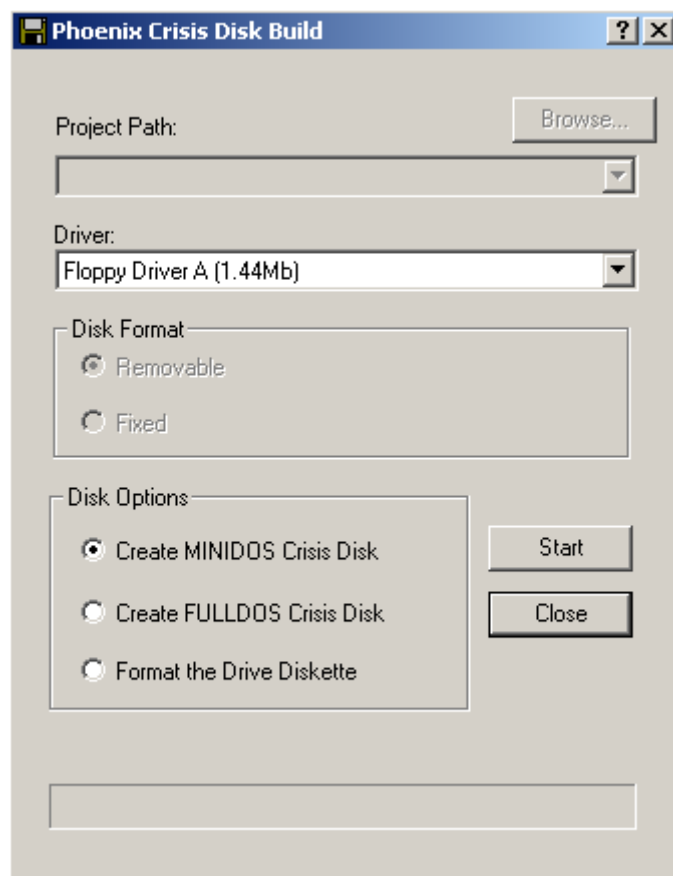 Phoenix Crisis Disk Build
Browse...
Project Path:
Driver:
Floppy Driver A (1.44Mb)
Disk Format
Removable
Fixed
Disk Options
Create MINIDOS Crisis Disk
Start
Create FULLDOS Crisis Disk
Close
Format the Drive Diskette